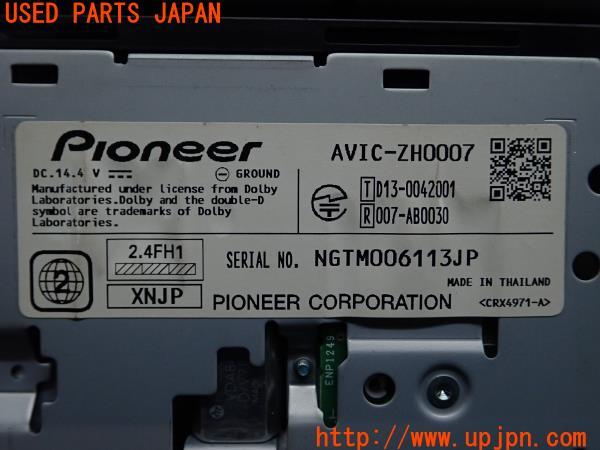 USED PARTS JAPAN
Pioneer
AVIC-ZH0007
DC.14.4 V
GROUND
Manufactured under license from Dolby
Laboratories.Dolby and the double-D
symbol are trademarks of Dolby
Laboratories.
T D13-0042001
R 007-AB0030
2
2.4FH1
XNJP
SERIAL NO. NGTM006113JP
MADE IN THAILAND
PIONEER CORPORATION
<CRX4971-A>
ENP1249
http://www.upjpn.com/